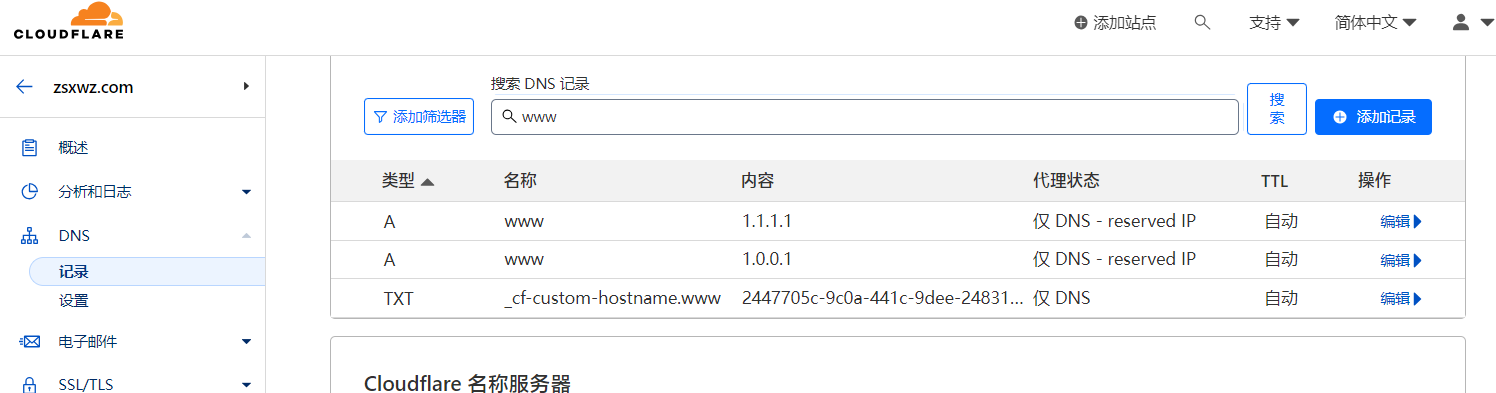 CLOUDFLARE
添加站点
支持
简体中文
zsxwz.com
概述
分析和日志
DNS
记录
设置
电子邮件
SSL/TLS
搜索 DNS 记录
添加筛选器
www
搜
索
添加记录
类型 名称 内容 代理状态 TTL 操作
A www 1.1.1.1 仅 DNS - reserved IP 自动 编辑
A www 1.0.0.1 仅 DNS - reserved IP 自动 编辑
TXT _cf-custom-hostname.www 2447705c-9c0a-441c-9dee-24831... 仅 DNS 自动 编辑
Cloudflare 名称服务器